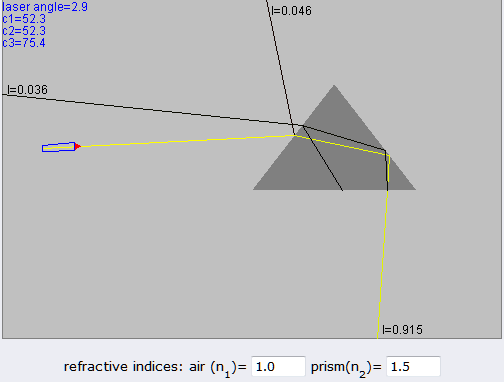 laser angle=2.9
c1=52.3
c2=52.3
c3=75.4
I=0.046
I=0.036
I=0.915
refractive indices: air (n1)= 1.0 prism(n2)= 1.5